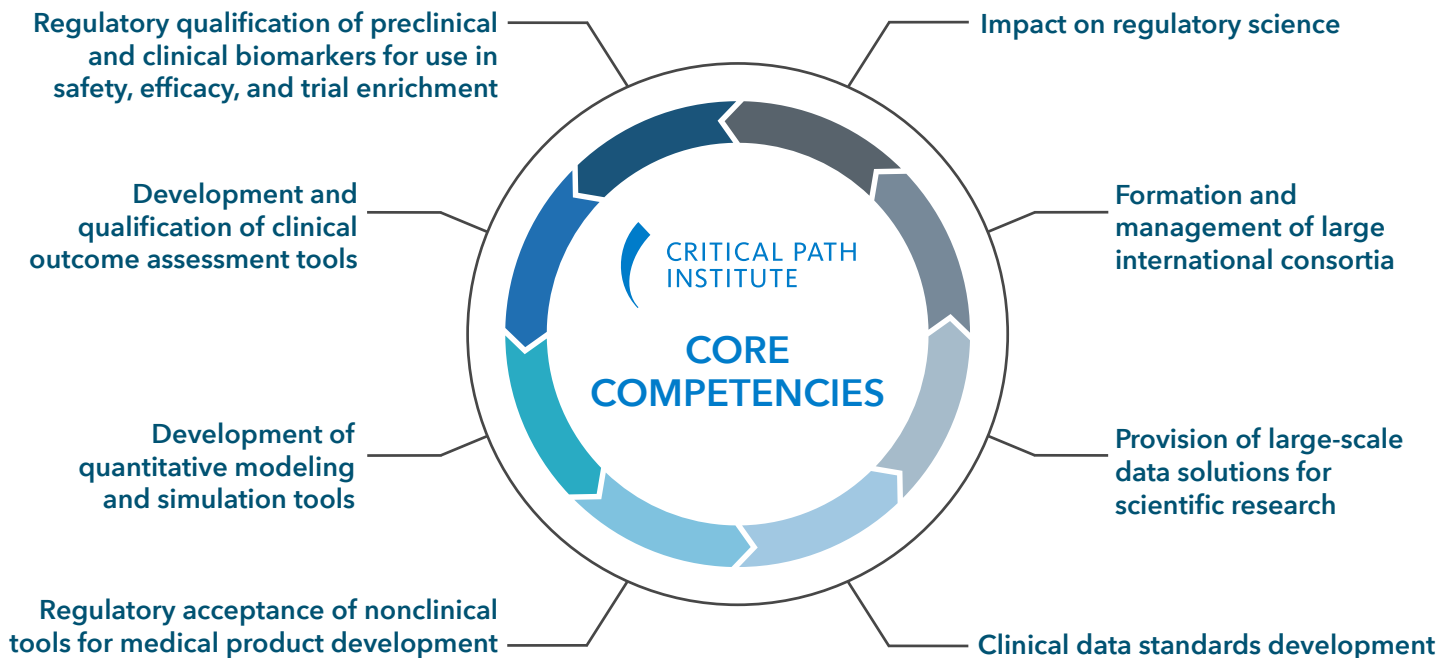 Regulatory qualification of preclinical
and clinical biomarkers for use in
safety, efficacy, and trial enrichment
Impact on regulatory science
Development and
qualification of clinical
outcome assessment tools
Formation and
management of large
international consortia
CRITICAL PATH
INSTITUTE
CORE
COMPETENCIES
Development of
quantitative modeling
and simulation tools
Provision of large-scale
data solutions for
scientific research
Regulatory acceptance of nonclinical
tools for medical product development
Clinical data standards development